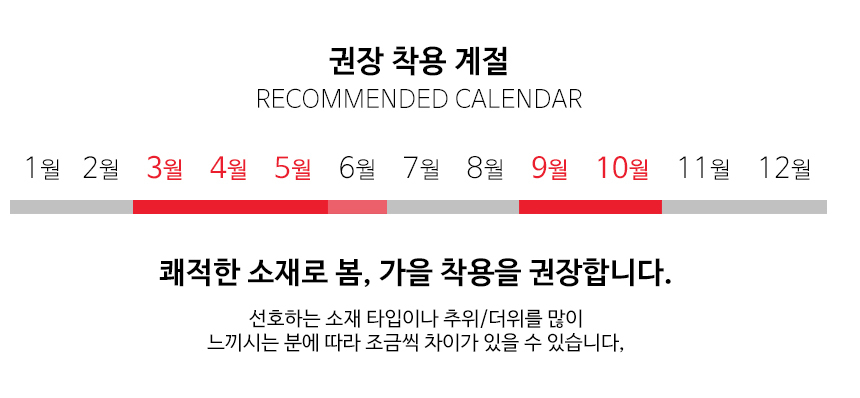 권장 착용 계절
RECOMMENDED CALENDAR
1월 2월 3월 4월 5월 6월 7월 8월 9월 10월 11월 12월
쾌적한 소재로 봄, 가을 착용을 권장합니다.
선호하는 소재 타입이나 추위/더위를 많이
느끼시는 분에 따라 조금씩 차이가 있을 수 있습니다,